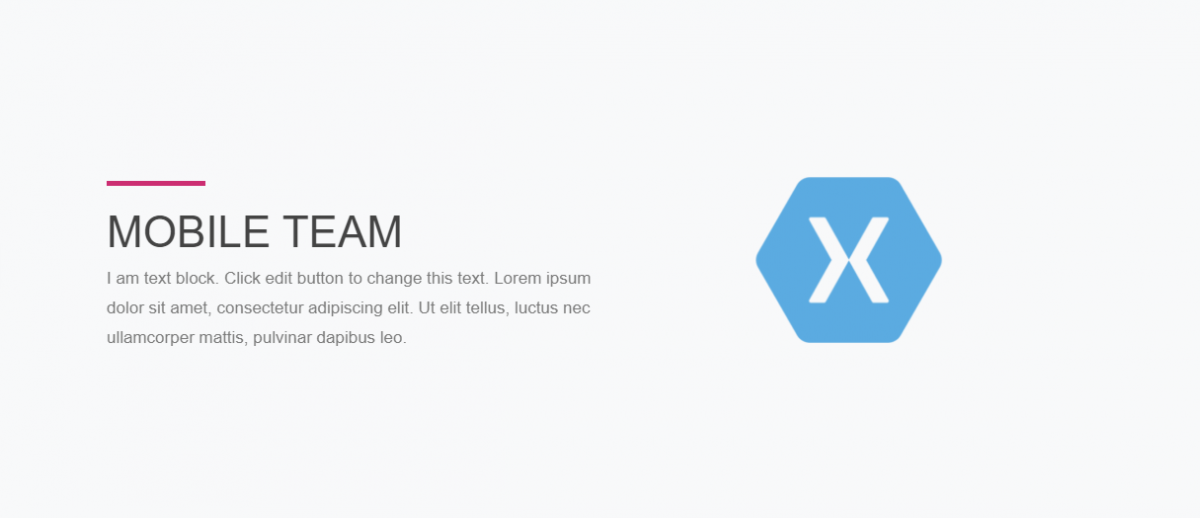 MOBILE TEAM
I am text block. Click edit button to change this text. Lorem ipsum
dolor sit amet, consectetur adipiscing elit. Ut elit tellus, luctus nec
ullamcorper mattis, pulvinar dapibus leo.